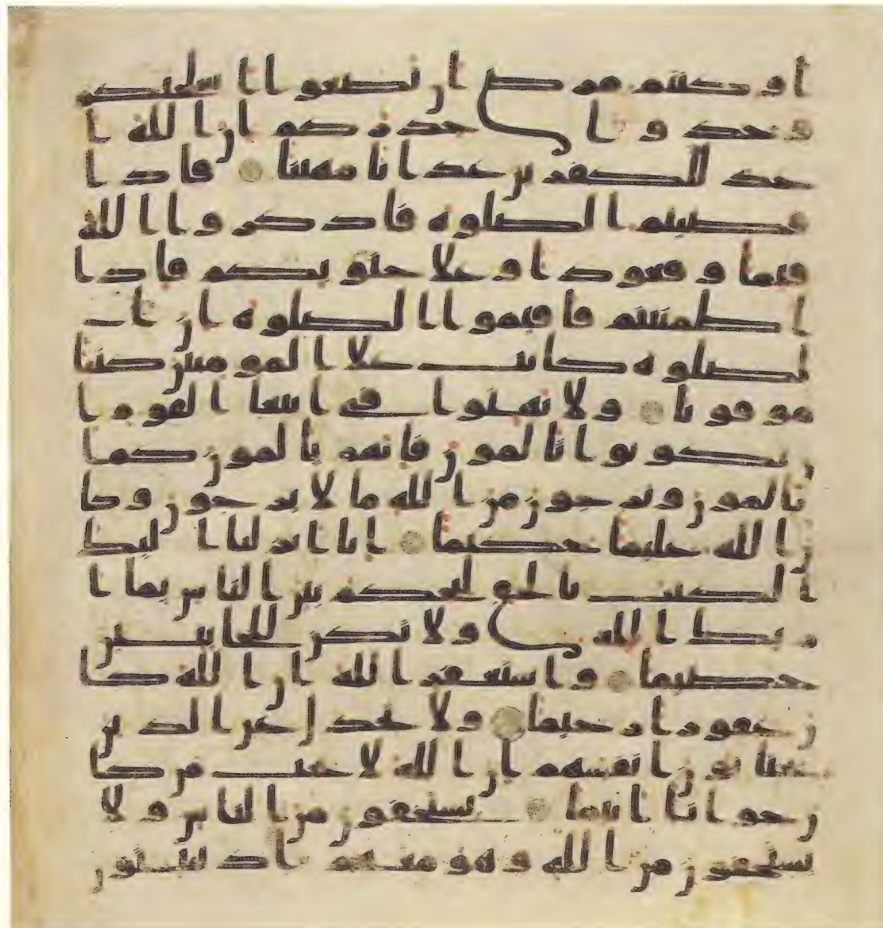 او كنتم مرضى ان تضعوا اسلحتكم
وخذوا حذركم ان الله ا
عد للكفرين عذابا مهينا فاذا
قضيتم الصلوه فاذكروا الله
قيما وقعودا وعلى جنوبكم فاذا
اطمننتم فاقيموا الصلوه ان ا
لصلوه كانت على المومنين كتبا
موقوتا ولا تهنوا في ابتغا القوم ا
ن تكونوا تالمون فانهم يالمون كما
تالمون وترجون من الله ما لا يرجون وكا
ن الله عليما حكيما انا انزلنا اليك
الكتب بالحق لتحكم بين الناس بما ا
ريك الله ولا تكن للخاينين
خصيما واستغفر الله ان الله كا
ن غفورا رحيما ولا تجدل عن الذين
يختانون انفسهم ان الله لا يحب من كا
ن خوانا اثيما يستخفون من الناس ولا
يستخفون من الله وهو معهم اذ يبيتون